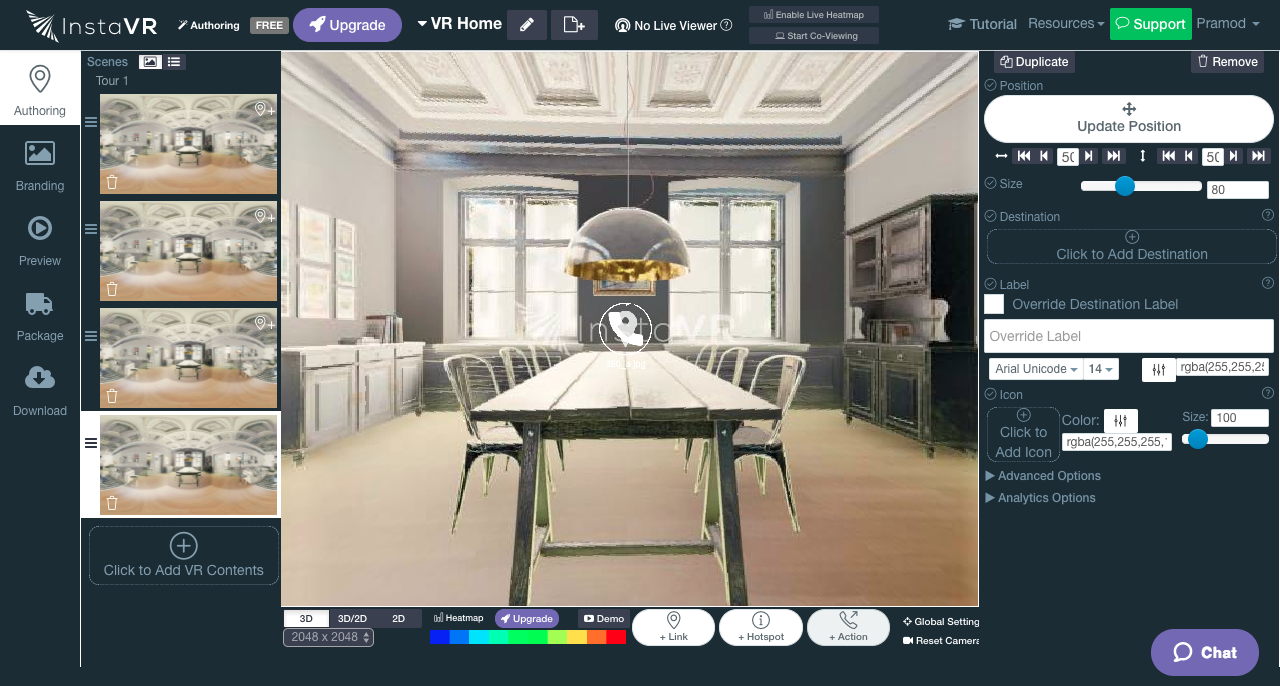 InstaVR
Authoring
FREE
Upgrade
VR Home
No Live Viewer
Enable Live Heatmap
Start Co-Viewing
Tutorial
Resources
Support
Pramod
Scenes
Tour 1
Authoring
Branding
Preview
Package
Download
Click to Add VR Contents
InstaVR
3D
3D/2D
2D
2048 x 2048
Heatmap
Upgrade
Demo
+ Link
+ Hotspot
+ Action
Global Setting
Reset Camera
Duplicate
Remove
Position
Update Position
50
50
Size
80
Destination
Click to Add Destination
Label
Override Destination Label
Override Label
Arial Unicode
14
rgba(255,255,25
Icon
Click to
Add Icon
Color:
rgba(255,255,255,
Size:
100
Advanced Options
Analytics Options
Chat